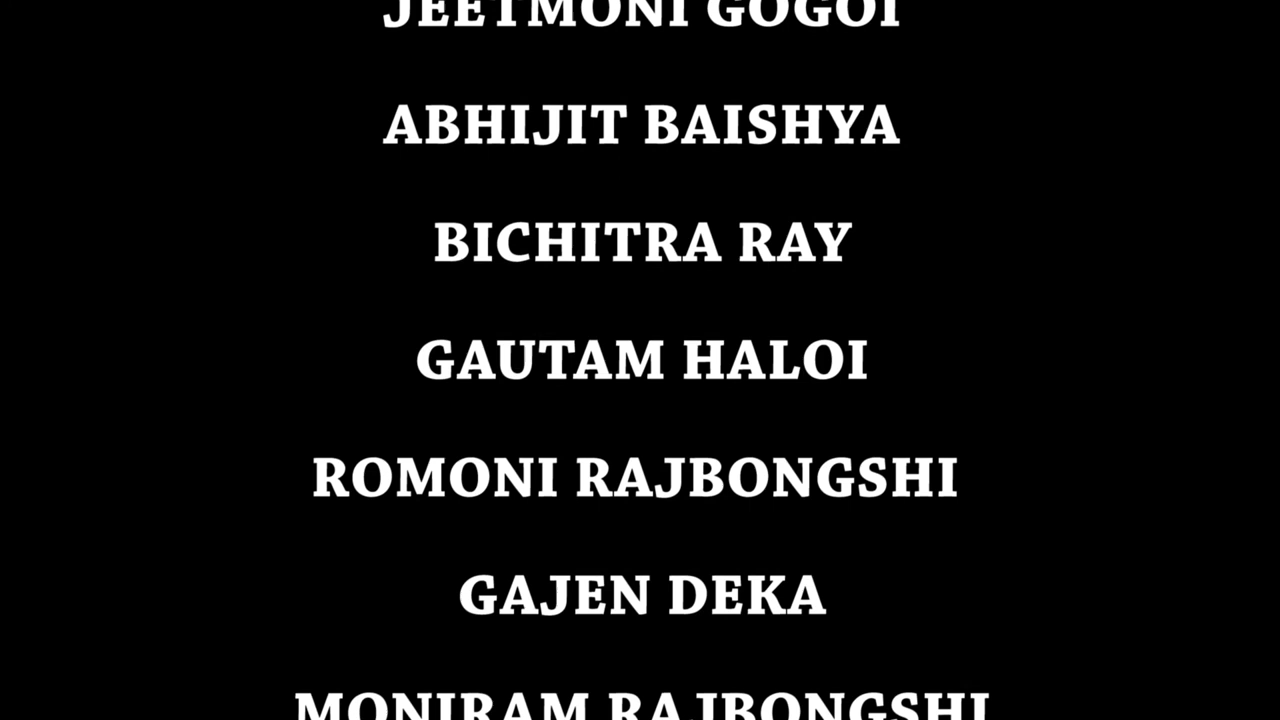 JEETMONI GOGOI
ABHIJIT BAISHYA
BICHITRA RAY
GAUTAM HALOI
ROMONI RAJBONGSHI
GAJEN DEKA
MONIRAM RAJBONGSHI